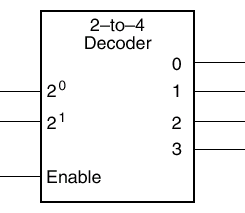 2–to–4
Decoder
0
2⁰ 1
2¹ 2
3
Enable